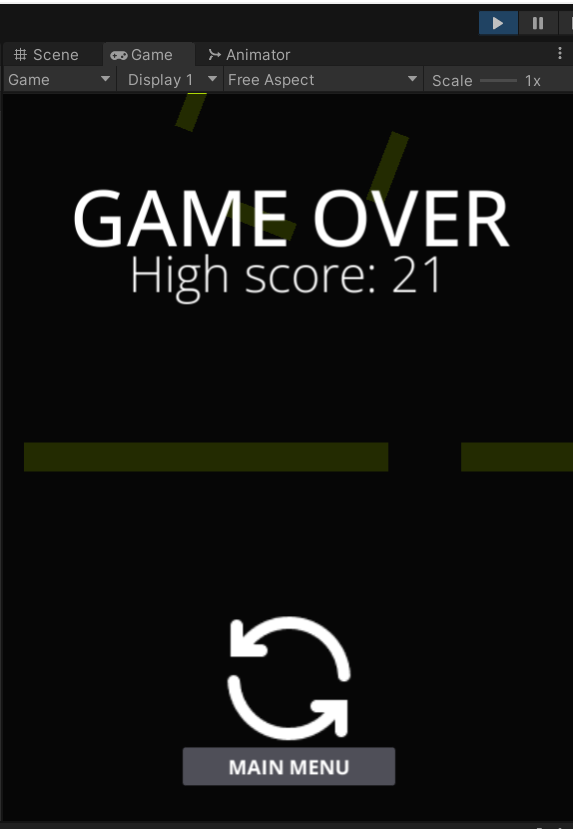 Scene Game Animator
Game Display 1 Free Aspect Scale 1x
GAME OVER
High score: 21
MAIN MENU